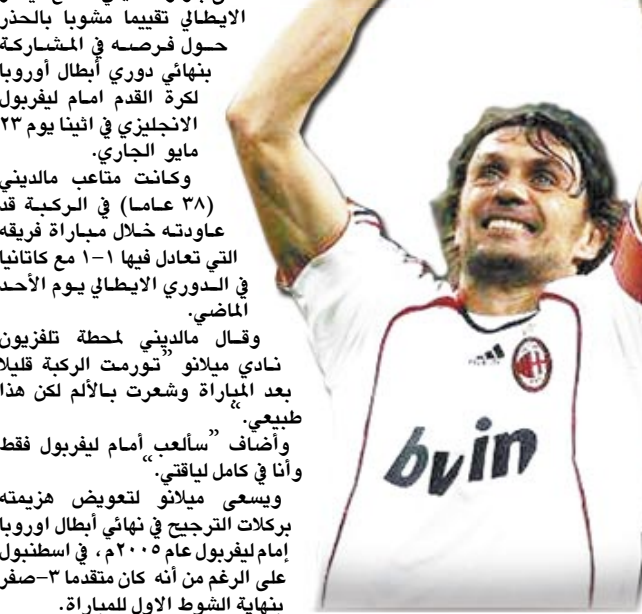 الايطالي تقييما مشوبا بالحذر
حول فرصه في المشاركة
بنهائي دوري أبطال أوروبا
لكرة القدم امام ليفربول
الانجليزي في اثينا يوم ٢٣
مايو الجاري.
وكانت متاعب مالديني
(٣٨ عاما) في الركبة قد
عاودته خلال مباراة فريقه
التي تعادل فيها ١-١ مع كاتانيا
في الدوري الايطالي يوم الأحد
الماضي.
وقال مالديني لمحطة تلفزيون
نادي ميلانو ”تورمت الركبة قليلا
بعد المباراة وشعرت بالألم لكن هذا
طبيعي.“
وأضاف ”سألعب أمام ليفربول فقط
وأنا في كامل لياقتي.“
ويسعى ميلانو لتعويض هزيمته
بركلات الترجيح في نهائي أبطال اوروبا
إمام ليفربول عام ٢٠٠٥م، في اسطنبول
على الرغم من أنه كان متقدما ٣-صفر
بنهاية الشوط الاول للمباراة.
bwin